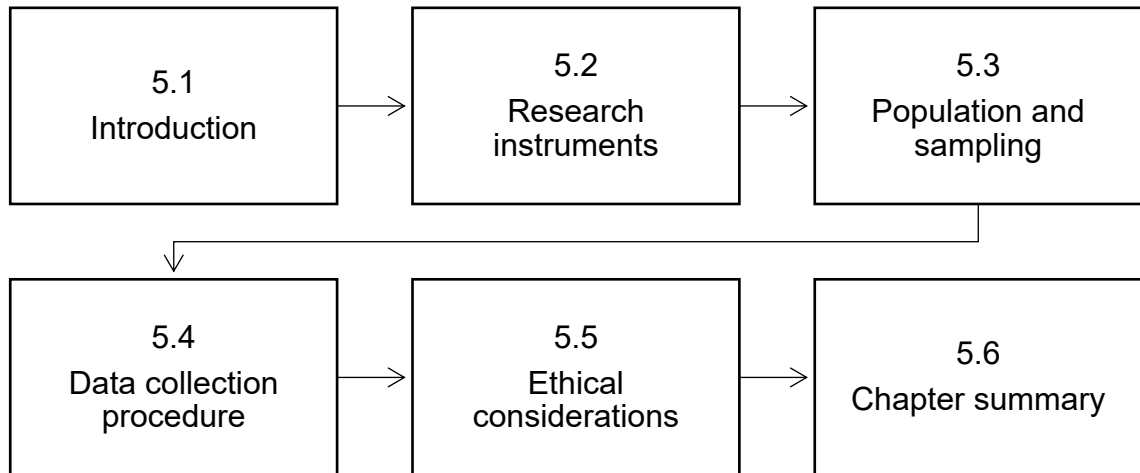 5.1
Introduction
5.2
Research
instruments
5.3
Population and
sampling
5.4
Data collection
procedure
5.5
Ethical
considerations
5.6
Chapter summary